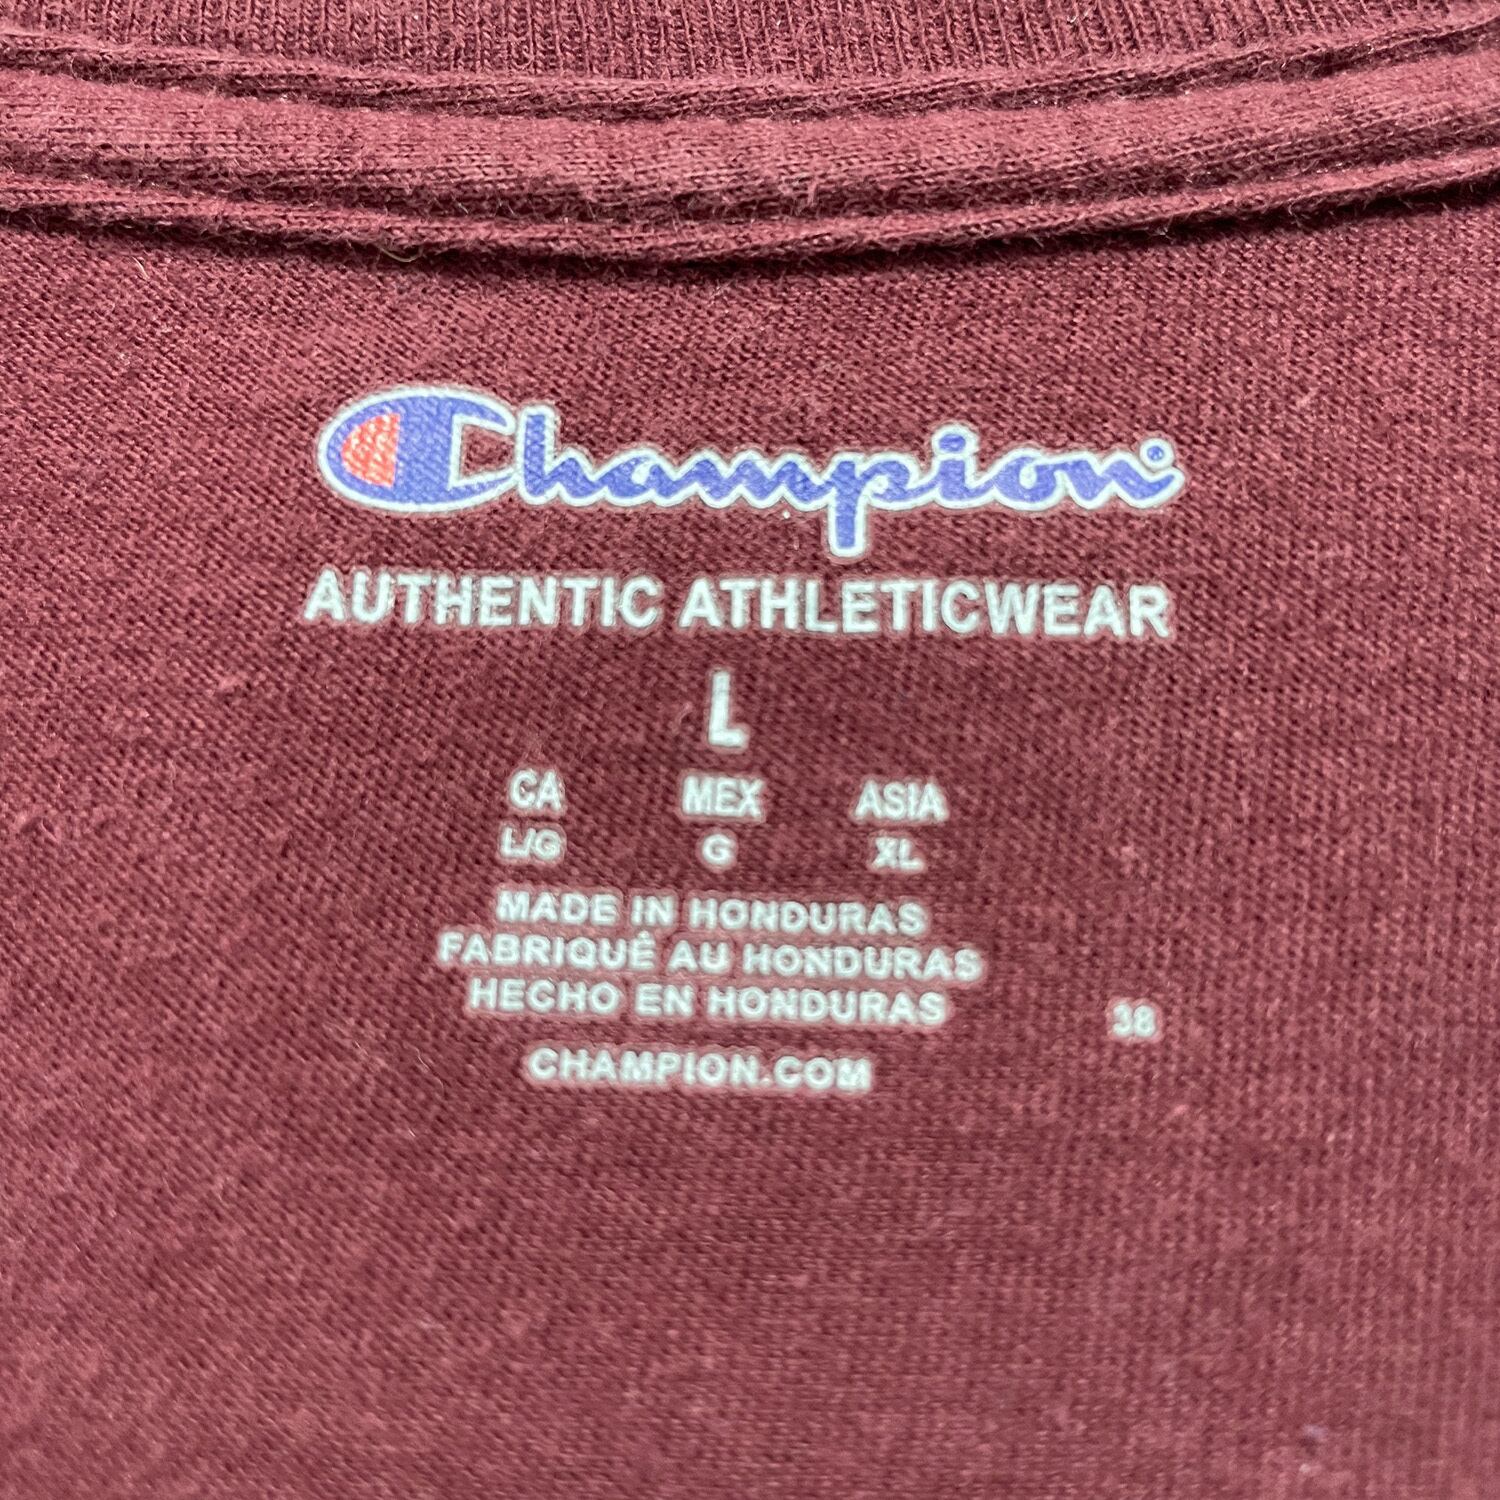 Champion
AUTHENTIC ATHLETICWEAR
L
CA MEX ASIA
L/G G XL
MADE IN HONDURAS
FABRIQUÉ AU HONDURAS
HECHO EN HONDURAS
38
CHAMPION.COM